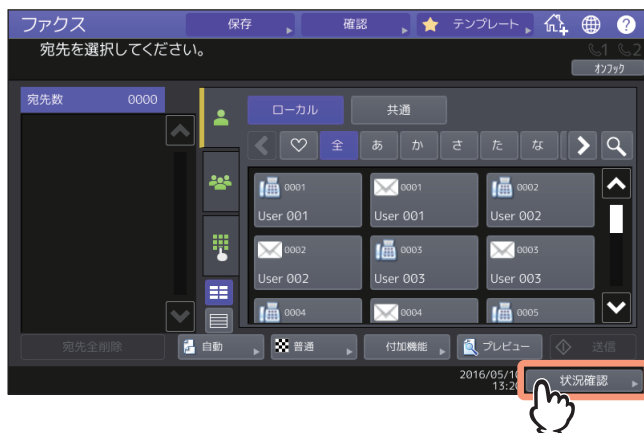 ファクス 保存 確認 テンプレート ?
宛先を選択してください。
1 2
オンフック
宛先数 0000
ローカル 共通
全 あ か さ た な
0001 0001 0002
User 001 User 001 User 002
0002 0003 0003
User 002 User 003 User 003
0004 0004 0005
宛先全削除 自動 普通 付加機能 プレビュー 送信
2016/05/10
13:20 状況確認